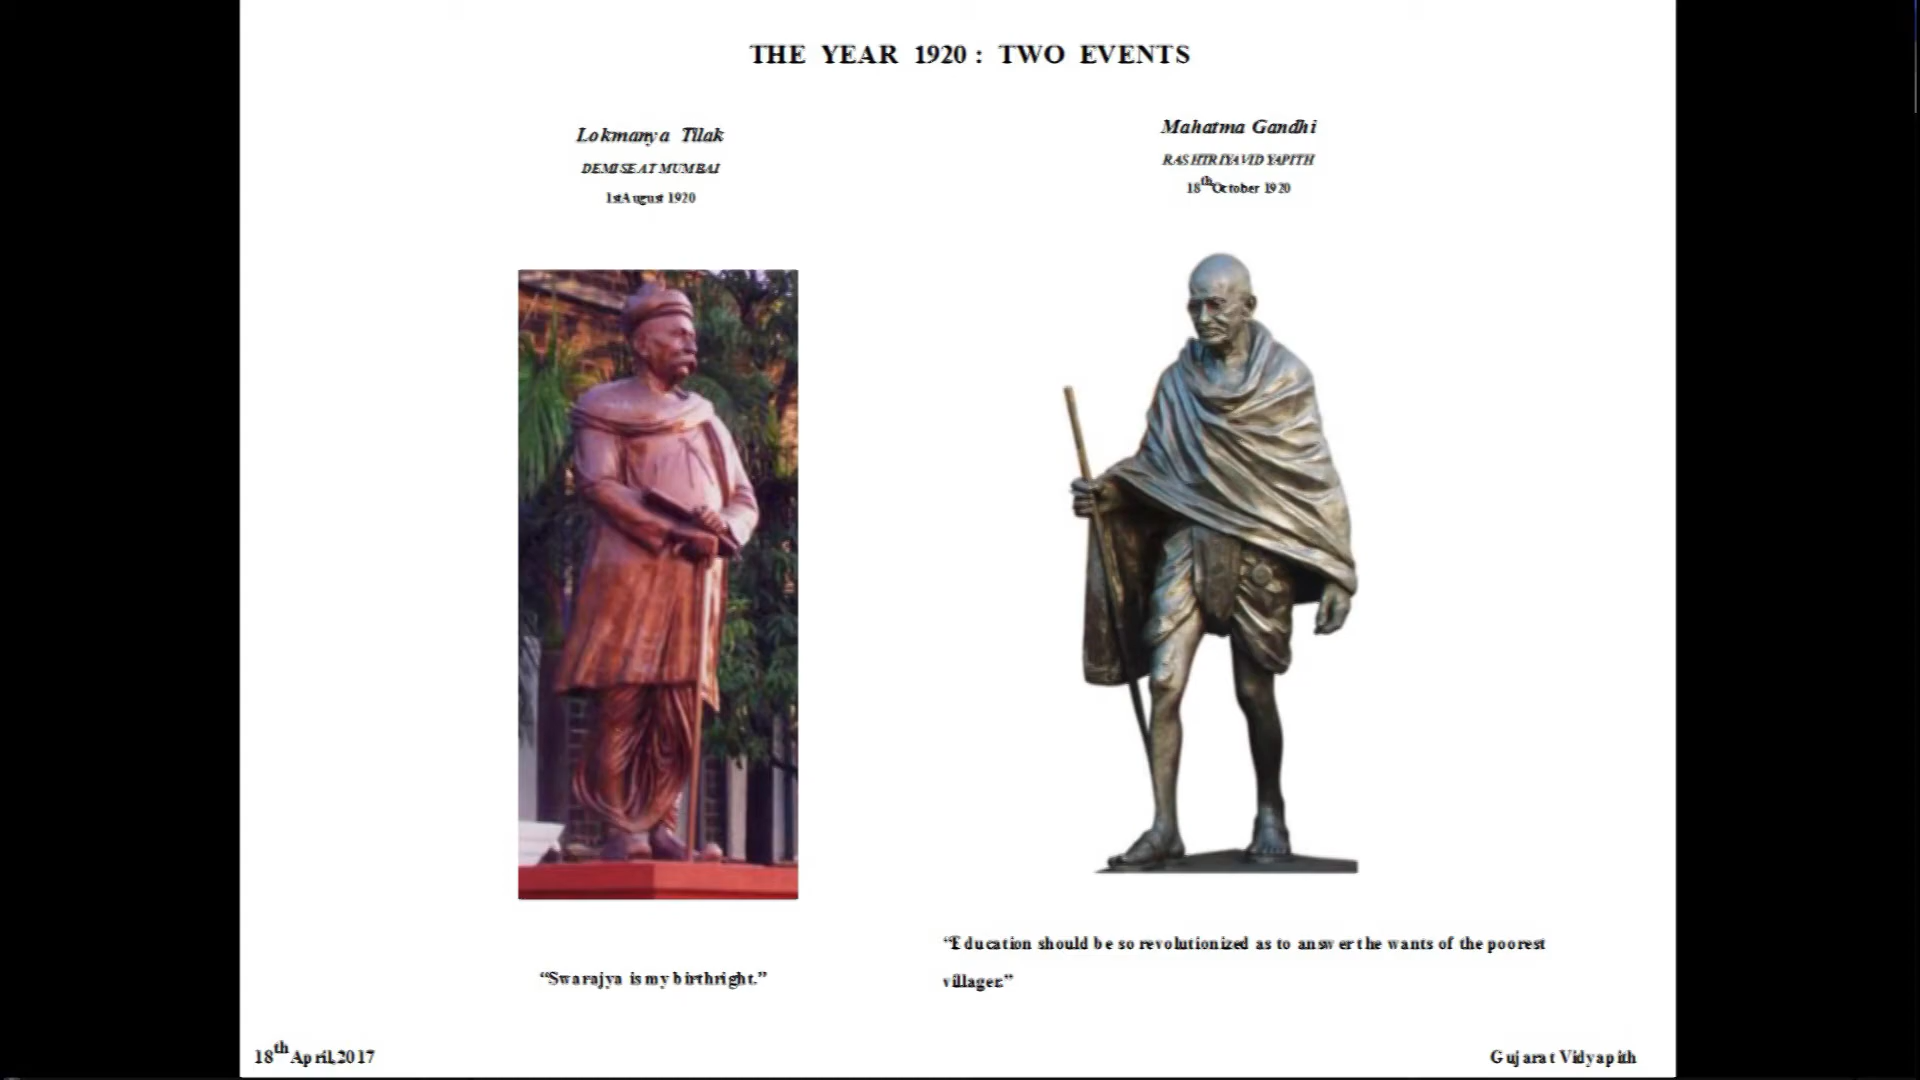 THE YEAR 1920 : TWO EVENTS
Lokmanya Tilak
DEMISE AT MUMBAI
1st August 1920
Mahatma Gandhi
RASHTRIYA VIDYAPITH
18th October 1920
“Swarajya is my birthright.”
“Education should be so revolutionized as to answer the wants of the poorest
villager.”
18th April,2017
Gujarat Vidyapith